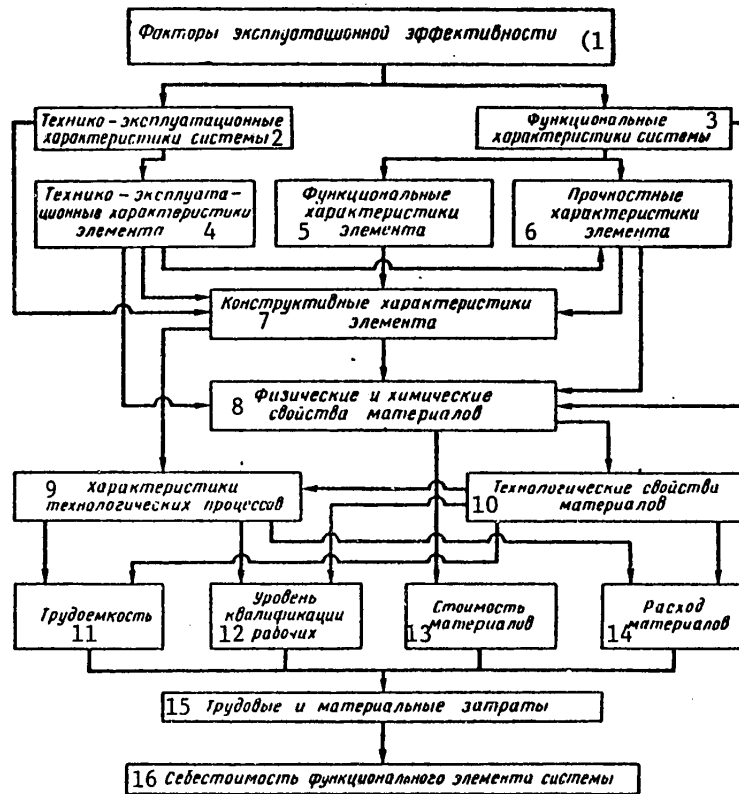 Факторы эксплуатационной эффективности (1
Технико-эксплуатационные
характеристики системы 2
Функциональные 3
характеристики системы
Технико-эксплуата-
ционные характеристики
элемента 4
Функциональные
характеристики
5 элемента
Прочностные
характеристики
6 элемента
Конструктивные характеристики
7 элемента
8 Физические и химические
свойства материалов
9 Характеристики
технологических процессов
Технологические свойства
10 материалов
Трудоемкость
11
Уровень
квалификации
12 рабочих
Стоимость
13 материалов
Расход
материалов
14
15 Трудовые и материальные затраты
16 Себестоимость функционального элемента системы